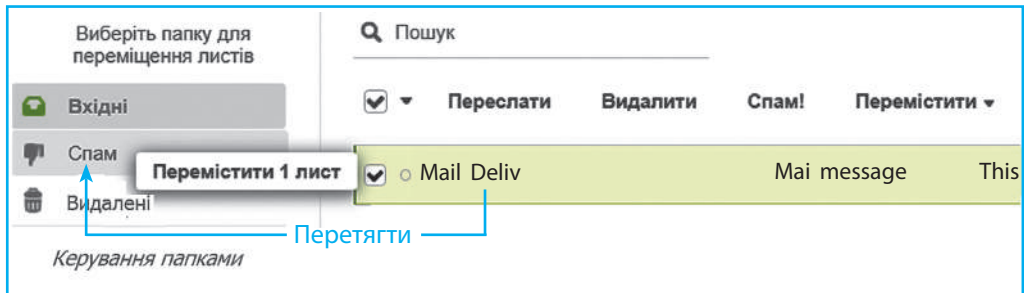 Виберіть папку для
переміщення листів
Пошук
Вхідні
Переслати Видалити Спам! Перемістити
Спам
Перемістити 1 лист
Mail Deliv Mai message This
Видалені
Перетягти
Керування папками